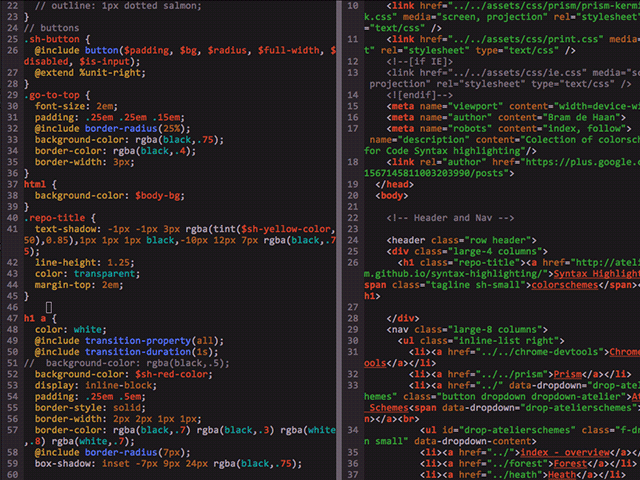 // outline: 1px dotted salmon;
23 }
24 // buttons
25 .sh-button {
26 @include button($padding, $bg, $radius, $full-width, $
disabled, $is-input);
27 @extend %unit-right;
28 }
29 .go-to-top {
30 font-size: 2em;
31 padding: .25em .25em .15em;
32 @include border-radius(25%);
33 background-color: rgba(black,.75);
34 border-color: rgba(black,.4);
35 border-width: 3px;
36 }
37 html {
38 background-color: $body-bg;
39 }
40 .repo-title {
41 text-shadow: -1px -1px 3px rgba(tint($sh-yellow-color,
50),0.85),1px 1px 1px black,-10px 12px 7px rgba(black,.7
5);
42 line-height: 1.25;
43 color: transparent;
44 margin-top: 2em;
45 }
46
47 h1 a {
48 color: white;
49 @include transition-property(all);
50 @include transition-duration(1s);
51 // background-color: rgba(black,.5);
52 background-color: $sh-red-color;
53 display: inline-block;
54 padding: .25em .5em;
55 border-style: solid;
56 border-width: 2px 2px 1px 1px;
57 border-color: rgba(black,.7) rgba(black,.3) rgba(white
,.8) rgba(white,.7);
58 @include border-radius(7px);
59 box-shadow: inset -7px 9px 24px rgba(black,.75);
60
10 <link href="../../assets/css/prism/prism-kermi
k.css" media="screen, projection" rel="stylesheet"
"text/css" />
11 <link href="../../assets/css/print.css" media=
t" rel="stylesheet" type="text/css" />
12 <!--[if IE]>
13 <link href="../../assets/css/ie.css" media="sc
projection" rel="stylesheet" type="text/css" />
14 <![endif]-->
15 <meta name="viewport" content="width=device-wi
16 <meta name="author" content="Bram de Haan">
17 <meta name="robots" content="index, follow">
name="description" content="Colection of colorsch
for Code Syntax highlighting"/>
18 <link rel="author" href="https://plus.google.c
1567145811003203990/posts">
19 </head>
20 <body>
21
22 <!-- Header and Nav -->
23
24 <header class="row header">
25 <div class="large-4 columns">
26 <h1 class="repo-title"><a href="http://ateli
m.github.io/syntax-highlighting/">Syntax Highlight
span class="tagline sh-small">colorschemes</span>
h1>
27
28 </div>
29 <nav class="large-8 columns">
30 <ul class="inline-list right">
31 <li><a href="../../chrome-devtools">Chrome
ools</a></li>
32 <li><a href="../../prism">Prism</a></li>
33 <li><a href="../" data-dropdown="drop-ateli
hemes" class="button dropdown dropdown-atelier">At
Schemes<span data-dropdown="drop-atelierschemes">
n></a><br>
34 <ul id="drop-atelierschemes" class="f-dr
n small" data-dropdown-content>
35 <li><a href="../">index - overview</a></
36 <li><a href="../forest">Forest</a></li>
37 <li><a href="../heath">Heath</a></li>